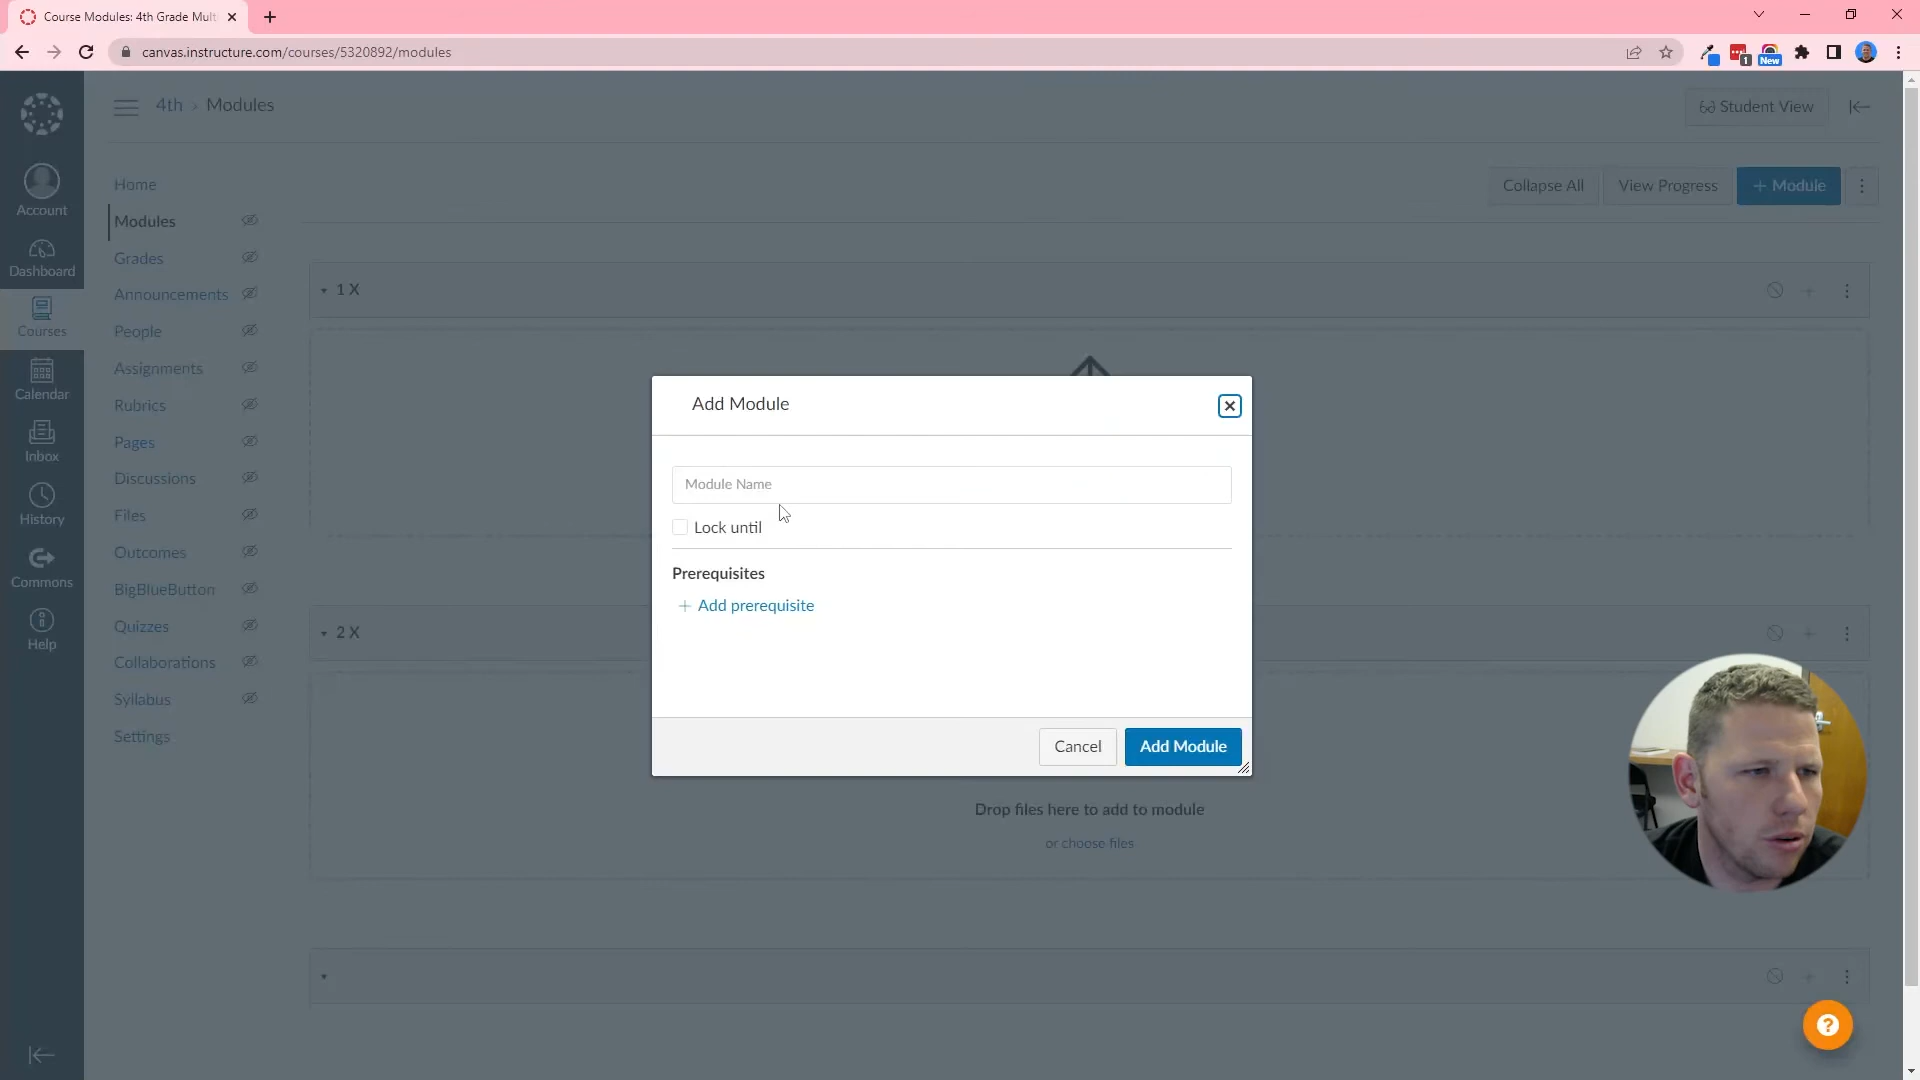 Course Modules: 4th Grade Mult
canvas.instructure.com/courses/5320892/modules
1
New
4th > Modules
Student View
Account
Dashboard
Courses
Calendar
Inbox
History
Commons
Help
Home
Modules
Grades
Announcements
People
Assignments
Rubrics
Pages
Discussions
Files
Outcomes
BigBlueButton
Quizzes
Collaborations
Syllabus
Settings
Collapse All
View Progress
+ Module
1 X
2 X
Add Module
Module Name
Lock until
Prerequisites
+ Add prerequisite
Cancel
Add Module
Drop files here to add to module
or choose files